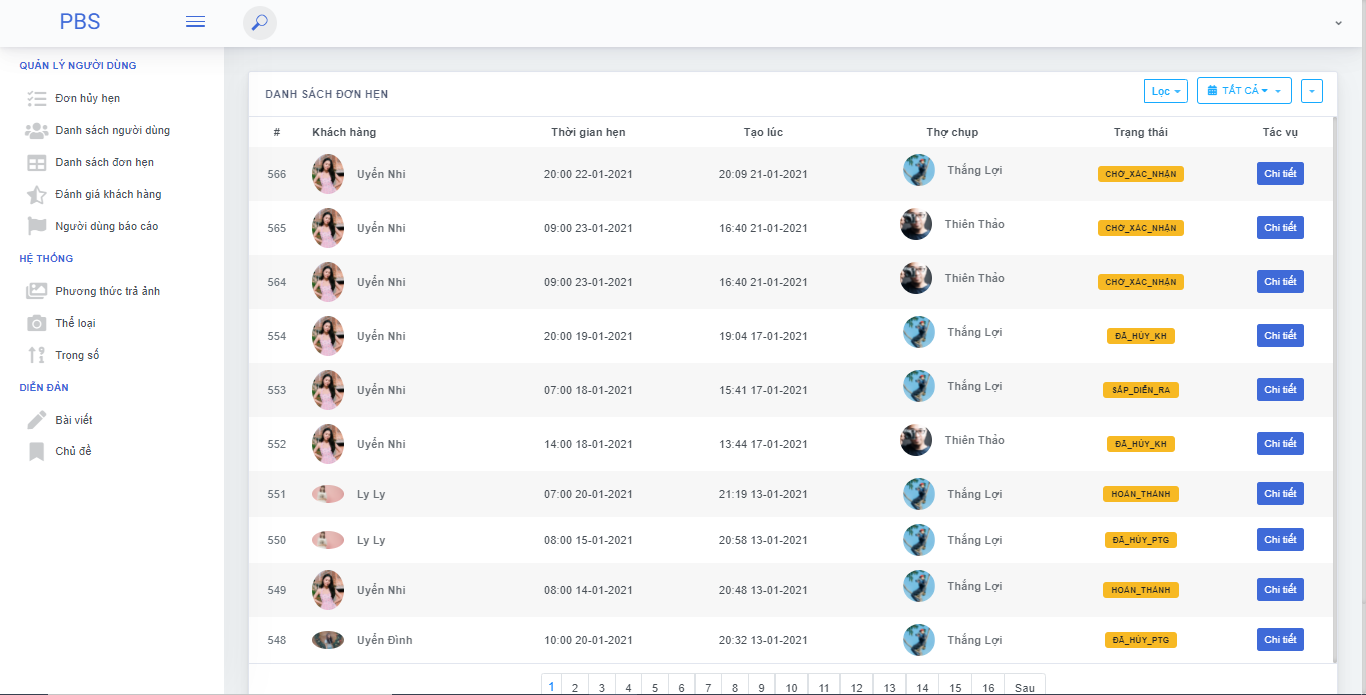 PBS
QUẢN LÝ NGƯỜI DÙNG
Đơn hủy hẹn
Danh sách người dùng
Danh sách đơn hẹn
Đánh giá khách hàng
Người dùng báo cáo
HỆ THỐNG
Phương thức trả ảnh
Thể loại
Trọng số
DIỄN ĐÀN
Bài viết
Chủ đề
DANH SÁCH ĐƠN HẸN
Lọc TẤT CẢ
# Khách hàng Thời gian hẹn Tạo lúc Thợ chụp Trạng thái Tác vụ
566 Uyển Nhi 20:00 22-01-2021 20:09 21-01-2021 Thắng Lợi CHỜ_XÁC_NHẬN Chi tiết
565 Uyển Nhi 09:00 23-01-2021 16:40 21-01-2021 Thiên Thảo CHỜ_XÁC_NHẬN Chi tiết
564 Uyển Nhi 09:00 23-01-2021 16:40 21-01-2021 Thiên Thảo CHỜ_XÁC_NHẬN Chi tiết
554 Uyển Nhi 20:00 19-01-2021 19:04 17-01-2021 Thắng Lợi ĐÃ_HỦY_KH Chi tiết
553 Uyển Nhi 07:00 18-01-2021 15:41 17-01-2021 Thắng Lợi SẮP_DIỄN_RA Chi tiết
552 Uyển Nhi 14:00 18-01-2021 13:44 17-01-2021 Thiên Thảo ĐÃ_HỦY_KH Chi tiết
551 Ly Ly 07:00 20-01-2021 21:19 13-01-2021 Thắng Lợi HOÀN_THÀNH Chi tiết
550 Ly Ly 08:00 15-01-2021 20:58 13-01-2021 Thắng Lợi ĐÃ_HỦY_PTG Chi tiết
549 Uyển Nhi 08:00 14-01-2021 20:48 13-01-2021 Thắng Lợi HOÀN_THÀNH Chi tiết
548 Uyển Đình 10:00 20-01-2021 20:32 13-01-2021 Thắng Lợi ĐÃ_HỦY_PTG Chi tiết
1 2 3 4 5 6 7 8 9 10 11 12 13 14 15 16 Sau